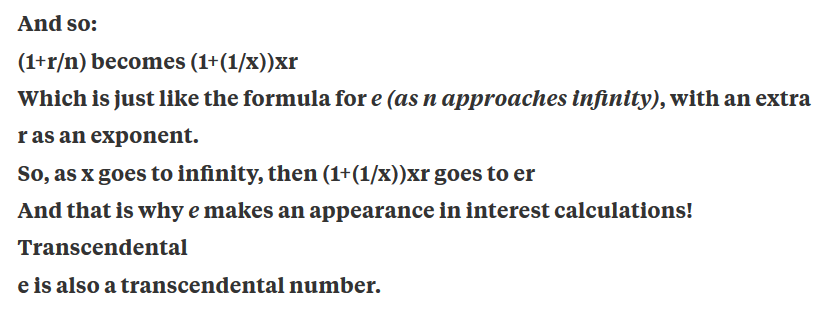 And so:
(1+r/n) becomes (1+(1/x))xr
Which is just like the formula for e (as n approaches infinity), with an extra
r as an exponent.
So, as x goes to infinity, then (1+(1/x))xr goes to er
And that is why e makes an appearance in interest calculations!
Transcendental
e is also a transcendental number.